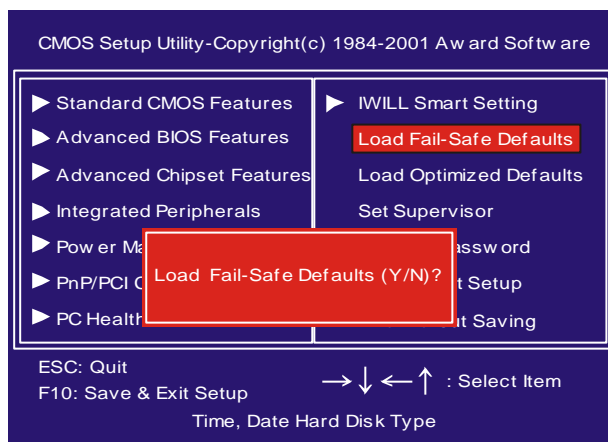 CMOS Setup Utility-Copyright(c) 1984-2001 Award Software
Standard CMOS Features
Advanced BIOS Features
Advanced Chipset Features
Integrated Peripherals
Power Ma
PnP/PCI C
PC Health
IWILL Smart Setting
Load Fail-Safe Defaults
Load Optimized Defaults
Set Supervisor
assword
t Setup
ut Saving
Load Fail-Safe Defaults (Y/N)?
ESC: Quit
F10: Save & Exit Setup
→↓←↑ : Select Item
Time, Date Hard Disk Type